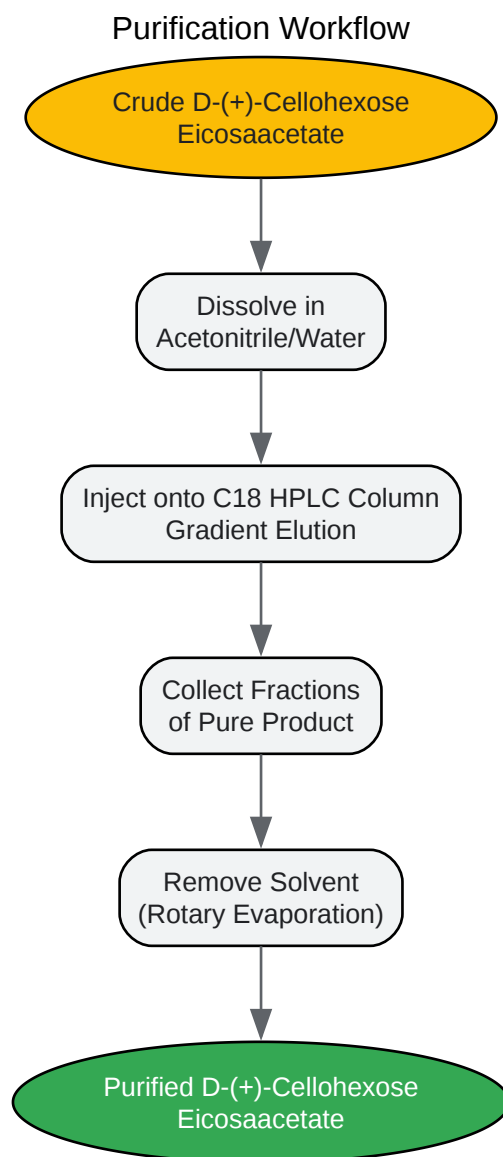 Purification Workflow
Crude D-(+)-Cellohexose
Eicosaacetate
Dissolve in
Acetonitrile/Water
Inject onto C18 HPLC Column
Gradient Elution
Collect Fractions
of Pure Product
Remove Solvent
(Rotary Evaporation)
Purified D-(+)-Cellohexose
Eicosaacetate